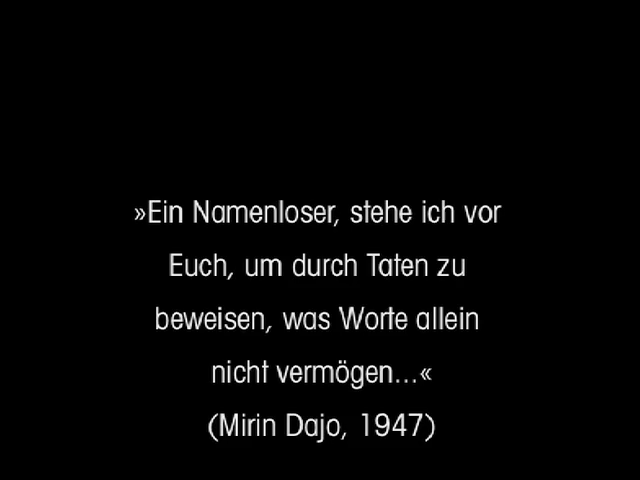 »Ein Namenloser, stehe ich vor
Euch, um durch Taten zu
beweisen, was Worte allein
nicht vermögen...«
(Mirin Dajo, 1947)